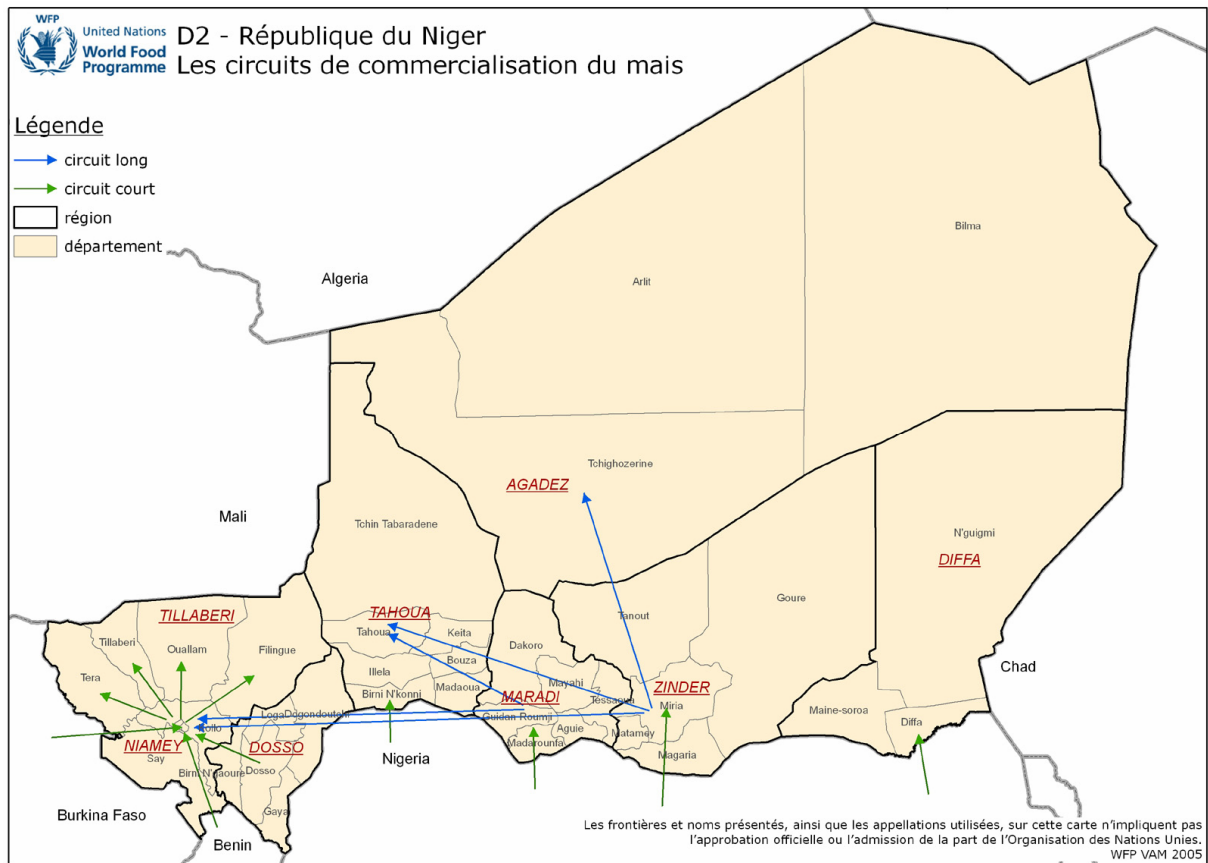 WFP
United Nations
World Food
Programme
D2 - République du Niger
Les circuits de commercialisation du mais
Légende
circuit long
circuit court
région
département
Algeria
Bilma
Arlit
Tchighozerine
AGADEZ
Mali
Tchin Tabaradene
N'guigmi
DIFFA
Goure
TILLABERI
TAHOUA
Tanout
Tillaberi
Ouallam
Filingue
Tahoua
Keita
Dakoro
Tera
Illela
Bouza
Chad
Mayahi
ZINDER
Birni N'konni
Madaoua
MARADI
Tessaoua
Miria
Maine-soroa
Loga
Dogondoutchi
Guidan Roumji
Diffa
Kollo
Aguie
Matamey
NIAMEY
DOSSO
Madarounfa
Say
Nigeria
Magaria
Birni N'gaoure
Dosso
Gaya
Burkina Faso
Benin
Les frontières et noms présentés, ainsi que les appellations utilisées, sur cette carte n'impliquent pas
l'approbation officielle ou l'admission de la part de l'Organisation des Nations Unies.
WFP VAM 2005